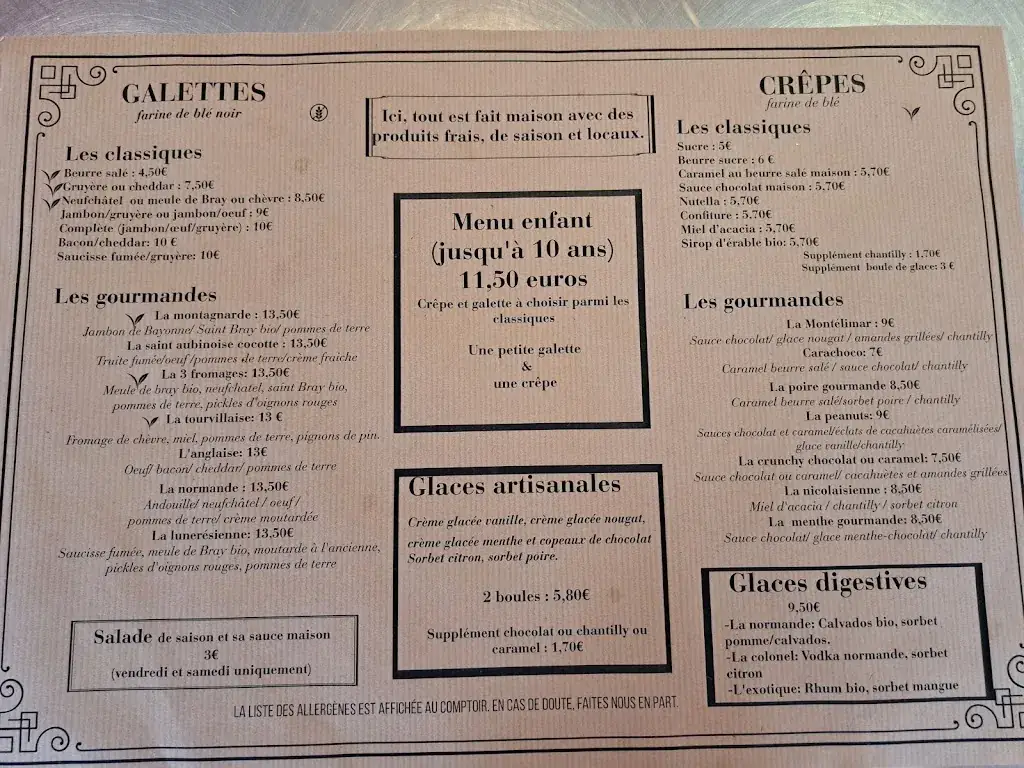 GALETTES
farine de blé noir
Les classiques
Beurre salé : 4,50€
Gruyère ou cheddar : 7,50€
Neufchâtel ou meule de Bray ou chèvre : 8,50€
Jambon/gruyère ou jambon/oeuf : 9€
Complète (jambon/œuf/gruyère) : 10€
Bacon/cheddar: 10 €
Saucisse fumée/gruyère: 10€
Les gourmandes
La montagnarde : 13,50€
Jambon de Bayonne/ Saint Bray bio/ pommes de terre
La saint aubinoise cocotte : 13,50€
Truite fumée/oeuf/pommes de terre/crème fraiche
La 3 fromages: 13,50€
Meule de bray bio, neufchatel, saint Bray bio,
pommes de terre, pickles d'oignons rouges
La tourvillaise: 13 €
Fromage de chèvre, miel, pommes de terre, pignons de pin.
L'anglaise: 13€
Oeuf/ bacon/ cheddar/ pommes de terre
La normande : 13,50€
Andouille/ neufchâtel / oeuf /
pommes de terre/ crème moutardée
La lunerésienne: 13,50€
Saucisse fumée, meule de Bray bio, moutarde à l'ancienne,
pickles d'oignons rouges, pommes de terre
Salade de saison et sa sauce maison
3€
(vendredi et samedi uniquement)
Ici, tout est fait maison avec des
produits frais, de saison et locaux.
Menu enfant
(jusqu'à 10 ans)
11,50 euros
Crêpe et galette à choisir parmi les
classiques
Une petite galette
&
une crêpe
Glaces artisanales
Crème glacée vanille, crème glacée nougat,
crème glacée menthe et copeaux de chocolat
Sorbet citron, sorbet poire.
2 boules : 5,80€
Supplément chocolat ou chantilly ou
caramel : 1,70€
CRÊPES
farine de blé
Les classiques
Sucre : 5€
Beurre sucre : 6 €
Caramel au beurre salé maison : 5,70€
Sauce chocolat maison : 5,70€
Nutella : 5,70€
Confiture : 5,70€
Miel d'acacia : 5,70€
Sirop d'érable bio: 5,70€
Supplément chantilly : 1,70€
Supplément boule de glace: 3 €
Les gourmandes
La Montélimar : 9€
Sauce chocolat/ glace nougat / amandes grillées/ chantilly
Carachoco: 7€
Caramel beurre salé / sauce chocolat/ chantilly
La poire gourmande 8,50€
Caramel beurre salé/sorbet poire / chantilly
La peanuts: 9€
Sauces chocolat et caramel/éclats de cacahuètes caramélisées/
glace vanille/chantilly
La crunchy chocolat ou caramel: 7,50€
Sauce chocolat ou caramel/ cacahuètes et amandes grillées
La nicolaisienne : 8,50€
Miel d'acacia / chantilly / sorbet citron
La menthe gourmande: 8,50€
Sauce chocolat/ glace menthe-chocolat/ chantilly
Glaces digestives
9,50€
-La normande: Calvados bio, sorbet
pomme/calvados.
-La colonel: Vodka normande, sorbet
citron
-L'exotique: Rhum bio, sorbet mangue
LA LISTE DES ALLERGÈNES EST AFFICHÉE AU COMPTOIR. EN CAS DE DOUTE, FAITES NOUS EN PART.